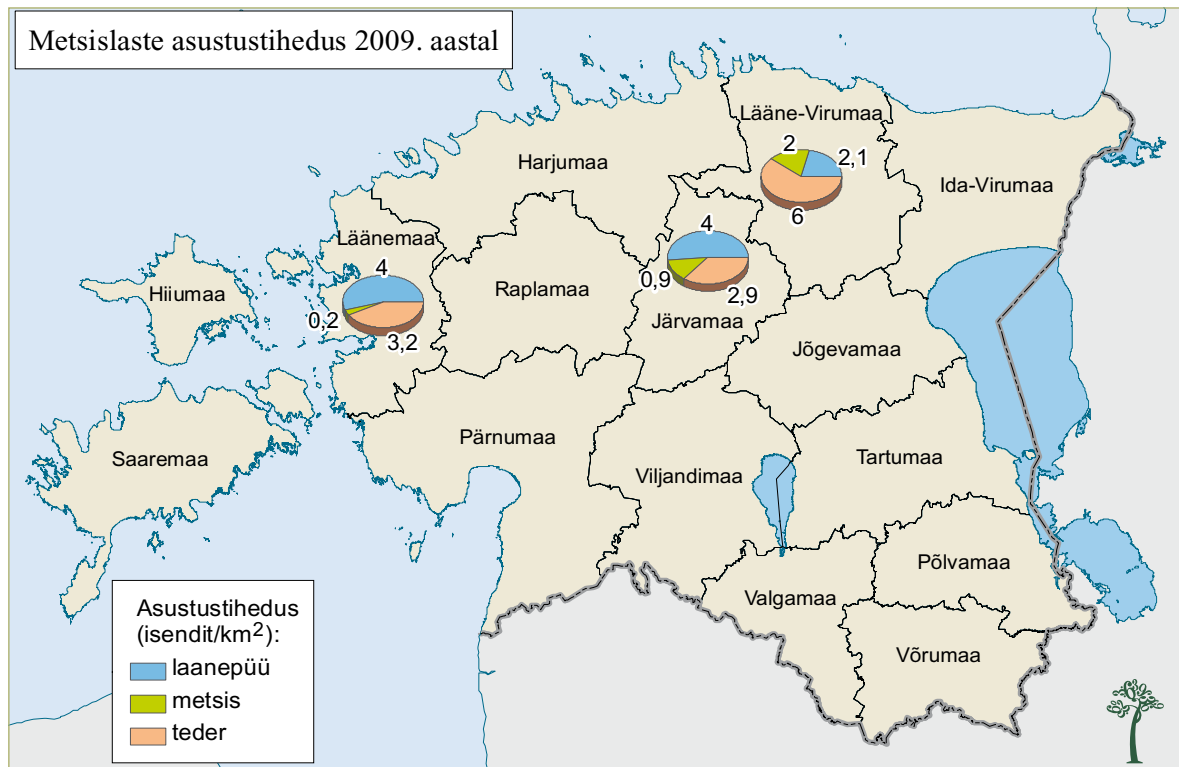 Metsislaste asustustihedus 2009. aastal
Lääne-Virumaa
2
2,1
6
Harjumaa
Ida-Virumaa
Läänemaa
4
0,2
3,2
4
0,9
2,9
Järvamaa
Hiiumaa
Raplamaa
Jõgevamaa
Pärnumaa
Saaremaa
Viljandimaa
Tartumaa
Põlvamaa
Valgamaa
Võrumaa
Asustustihedus
(isendit/km²):
laanepüü
metsis
teder